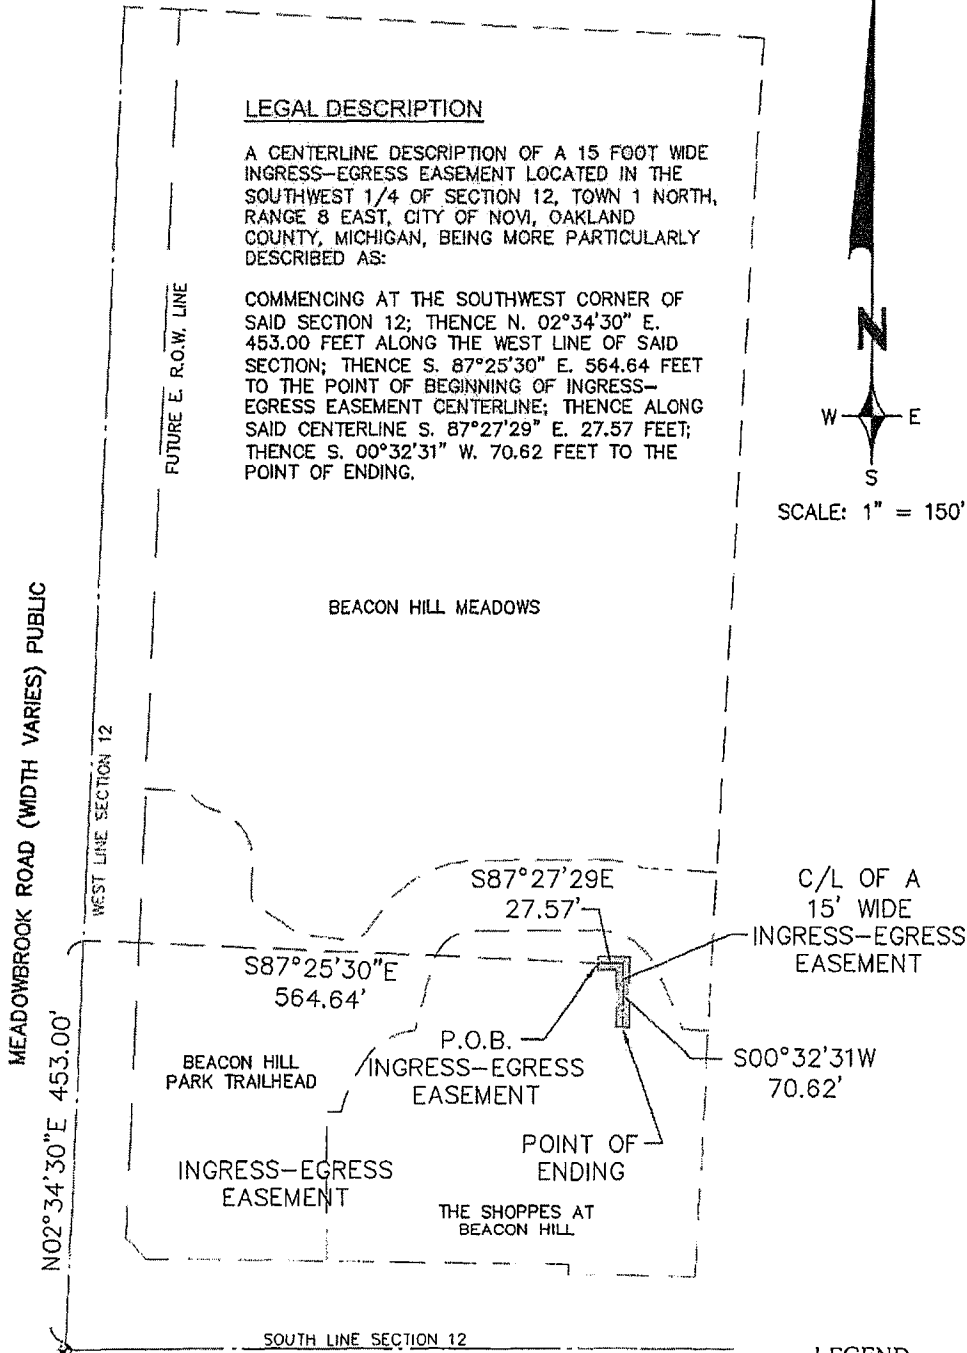 LEGAL DESCRIPTION
A CENTERLINE DESCRIPTION OF A 15 FOOT WIDE
INGRESS-EGRESS EASEMENT LOCATED IN THE
SOUTHWEST 1/4 OF SECTION 12, TOWN 1 NORTH,
RANGE 8 EAST, CITY OF NOVI, OAKLAND
COUNTY, MICHIGAN, BEING MORE PARTICULARLY
DESCRIBED AS:
COMMENCING AT THE SOUTHWEST CORNER OF
SAID SECTION 12; THENCE N. 02°34'30" E.
453.00 FEET ALONG THE WEST LINE OF SAID
SECTION; THENCE S. 87°25'30" E. 564.64 FEET
TO THE POINT OF BEGINNING OF INGRESS-
EGRESS EASEMENT CENTERLINE; THENCE ALONG
SAID CENTERLINE S. 87°27'29" E. 27.57 FEET;
THENCE S. 00°32'31" W. 70.62 FEET TO THE
POINT OF ENDING.
FUTURE E. R.O.W. LINE
N
W E
S
SCALE: 1" = 150'
BEACON HILL MEADOWS
MEADOWBROOK ROAD (WIDTH VARIES) PUBLIC
WEST LINE SECTION 12
S87°27'29E
27.57'
C/L OF A
15' WIDE
INGRESS-EGRESS
EASEMENT
S87°25'30"E
564.64'
N02°34'30"E 453.00'
P.O.B.
INGRESS-EGRESS
EASEMENT
S00°32'31W
70.62'
BEACON HILL
PARK TRAILHEAD
POINT OF
ENDING
INGRESS-EGRESS
EASEMENT
THE SHOPPES AT
BEACON HILL
SOUTH LINE SECTION 12
LEGEND